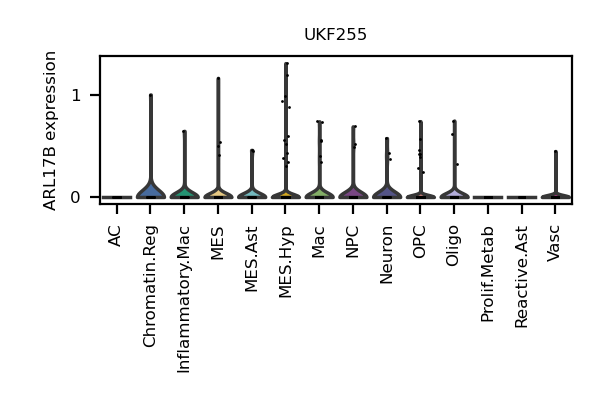 UKF255
ARL17B expression
1
0
AC
Chromatin.Reg
Inflammatory.Mac
MES
MES.Ast
MES.Hyp
Mac
NPC
Neuron
OPC
Oligo
Prolif.Metab
Reactive.Ast
Vasc